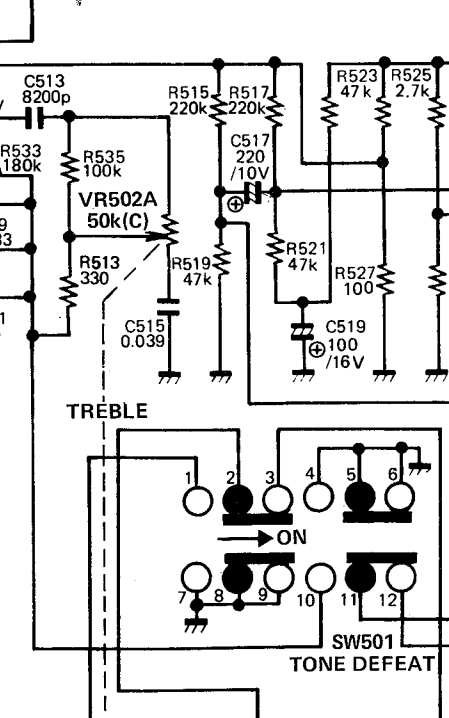 C513
8200p
R533
180k
R535
100k
VR502A
50k(C)
R513
330
C515
0.039
R515
220k
R517
220k
C517
220
/10V
R519
47k
R521
47k
R523
47k
R525
2.7k
R527
100
C519
100
/16V
TREBLE
1 2 3 4 5 6
ON
7 8 9 10 11 12
SW501
TONE DEFEAT